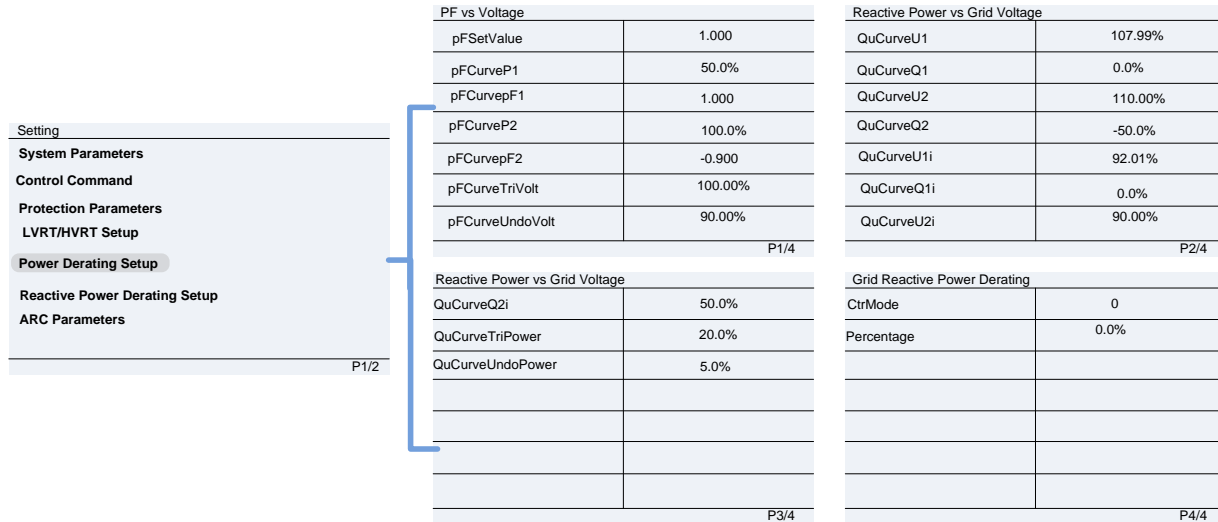 Setting
System Parameters
Control Command
Protection Parameters
LVRT/HVRT Setup
Power Derating Setup
Reactive Power Derating Setup
ARC Parameters
P1/2
PF vs Voltage
pFSetValue 1.000
pFCurveP1 50.0%
pFCurvepF1 1.000
pFCurveP2 100.0%
pFCurvepF2 -0.900
pFCurveTriVolt 100.00%
pFCurveUndoVolt 90.00%
P1/4
Reactive Power vs Grid Voltage
QuCurveU1 107.99%
QuCurveQ1 0.0%
QuCurveU2 110.00%
QuCurveQ2 -50.0%
QuCurveU1i 92.01%
QuCurveQ1i 0.0%
QuCurveU2i 90.00%
P2/4
Reactive Power vs Grid Voltage
QuCurveQ2i 50.0%
QuCurveTriPower 20.0%
QuCurveUndoPower 5.0%
P3/4
Grid Reactive Power Derating
CtrMode 0
Percentage 0.0%
P4/4